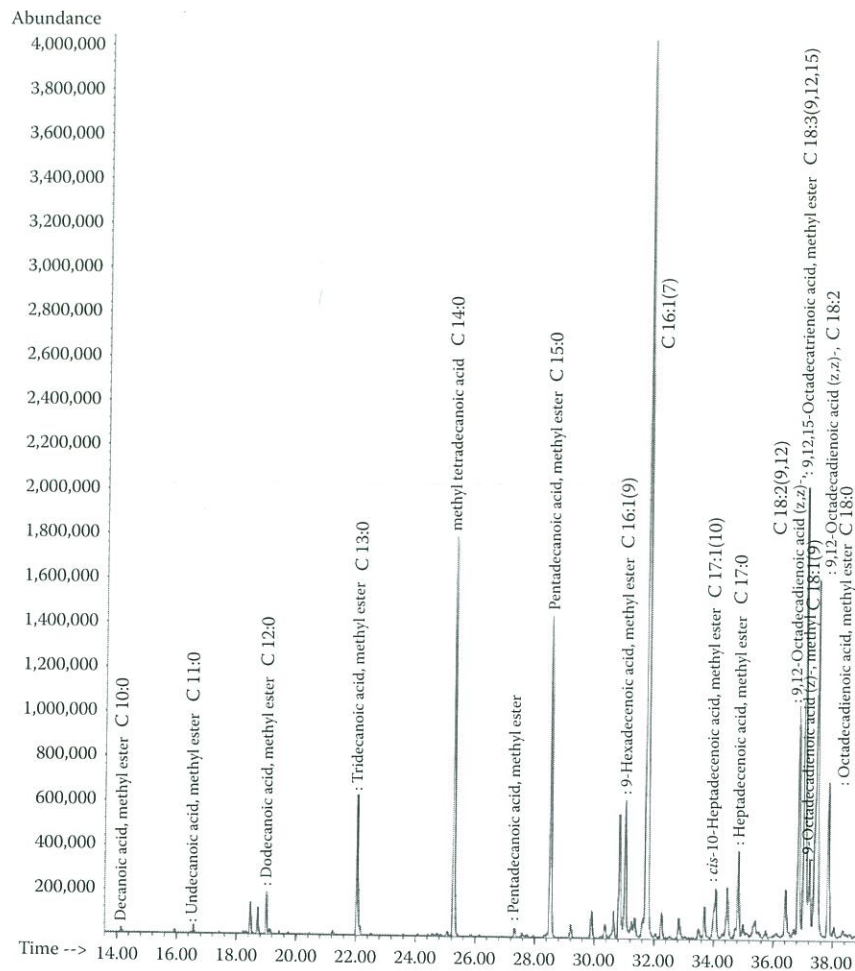 Abundance
4,000,000
3,800,000
3,600,000
3,400,000
3,200,000
3,000,000
2,800,000
2,600,000
2,400,000
2,200,000
2,000,000
1,800,000
1,600,000
1,400,000
1,200,000
1,000,000
800,000
600,000
400,000
200,000
Decanoic acid, methyl ester C 10:0
: Undecanoic acid, methyl ester C 11:0
: Dodecanoic acid, methyl ester C 12:0
: Tridecanoic acid, methyl ester C 13:0
methyl tetradecanoic acid C 14:0
: Pentadecanoic acid, methyl ester
Pentadecanoic acid, methyl ester C 15:0
: 9-Hexadecenoic acid, methyl ester C 16:1(9)
C 16:1(7)
: cis-10-Heptadecenoic acid, methyl ester C 17:1(10)
: Heptadecenoic acid, methyl ester C 17:0
C 18:2(9,12)
: 9,12-Octadecadienoic acid (z,z)-,
: 9-Octadecadienoic acid (z)-, methyl C 18:1(9)
: 9,12,15-Octadecatrienoic acid, methyl ester C 18:3(9,12,15)
: 9,12-Octadecadienoic acid (z,z)-, C 18:2
: Octadecadienoic acid, methyl ester C 18:0
Time --> 14.00 16.00 18.00 20.00 22.00 24.00 26.00 28.00 30.00 32.00 34.00 36.00 38.00